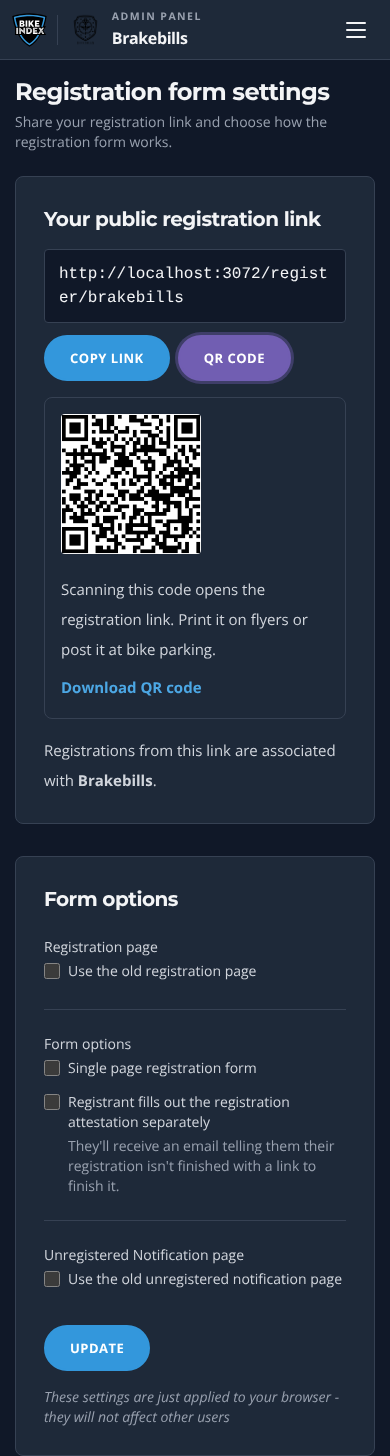 BIKE
INDEX
ADMIN PANEL
Brakebills
Registration form settings
Share your registration link and choose how the
registration form works.
Your public registration link
http://localhost:3072/regist
er/brakebills
COPY LINK
QR CODE
Scanning this code opens the
registration link. Print it on flyers or
post it at bike parking.
Download QR code
Registrations from this link are associated
with Brakebills.
Form options
Registration page
Use the old registration page
Form options
Single page registration form
Registrant fills out the registration
attestation separately
They'll receive an email telling them their
registration isn't finished with a link to
finish it.
Unregistered Notification page
Use the old unregistered notification page
UPDATE
These settings are just applied to your browser -
they will not affect other users